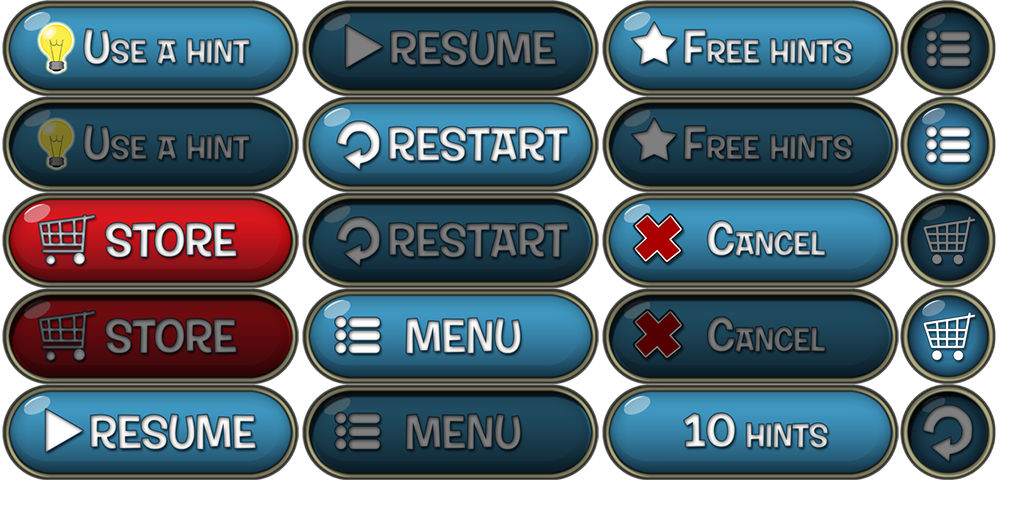 Use a hint
RESUME
Free hints
Use a hint
RESTART
Free hints
STORE
RESTART
Cancel
STORE
MENU
Cancel
RESUME
MENU
10 hints